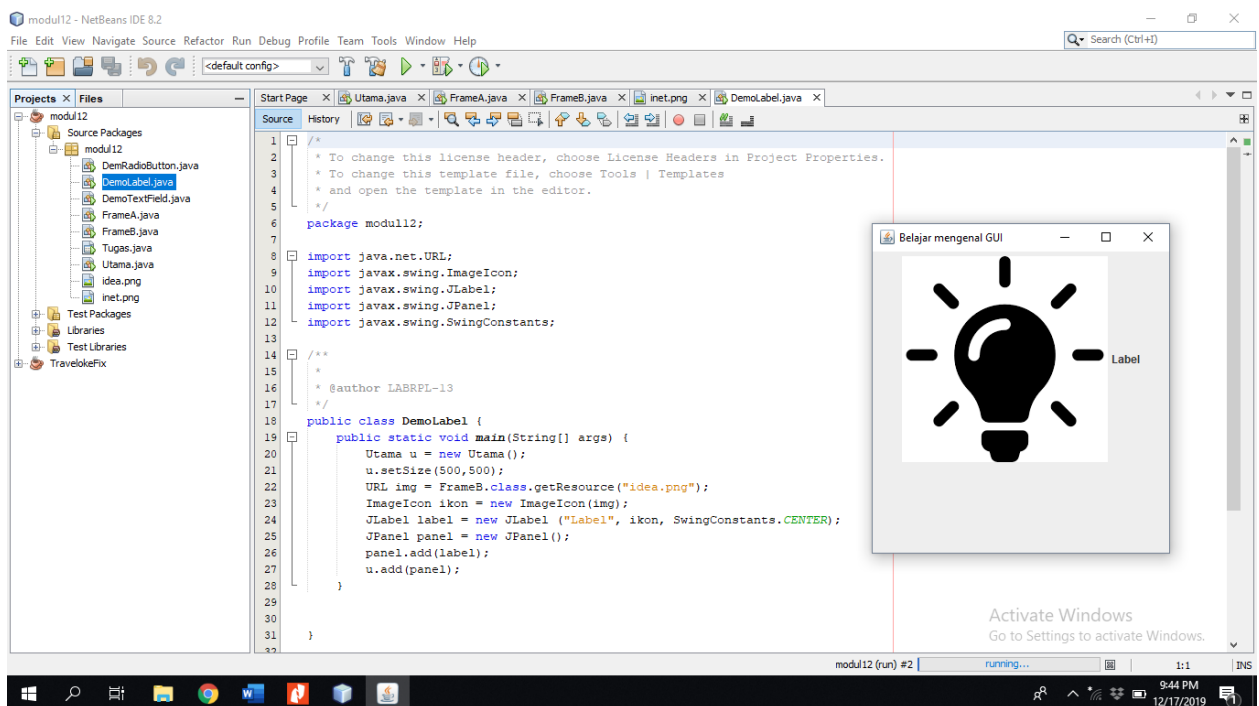 modul12 - NetBeans IDE 8.2
File Edit View Navigate Source Refactor Run Debug Profile Team Tools Window Help
Search (Ctrl+I)
<default config>
Projects Files
Start Page Utama.java FrameA.java FrameB.java inet.png DemoLabel.java
Source History
modul12
Source Packages
modul12
DemRadioButton.java
DemoLabel.java
DemoTextField.java
FrameA.java
FrameB.java
Tugas.java
Utama.java
idea.png
inet.png
Test Packages
Libraries
Test Libraries
TravelokeFix
1 /*
2 * To change this license header, choose License Headers in Project Properties.
3 * To change this template file, choose Tools | Templates
4 * and open the template in the editor.
5 */
6 package modul12;
7
8 import java.net.URL;
9 import javax.swing.ImageIcon;
10 import javax.swing.JLabel;
11 import javax.swing.JPanel;
12 import javax.swing.SwingConstants;
13
14 /**
15 *
16 * @author LABRPL-13
17 */
18 public class DemoLabel {
19 public static void main(String[] args) {
20 Utama u = new Utama();
21 u.setSize(500,500);
22 URL img = FrameB.class.getResource("idea.png");
23 ImageIcon ikon = new ImageIcon(img);
24 JLabel label = new JLabel ("Label", ikon, SwingConstants.CENTER);
25 JPanel panel = new JPanel();
26 panel.add(label);
27 u.add(panel);
28 }
29
30
31 }
32
Belajar mengenal GUI
Label
Activate Windows
Go to Settings to activate Windows.
modul12 (run) #2 running... 1:1 INS
9:44 PM
12/17/2019